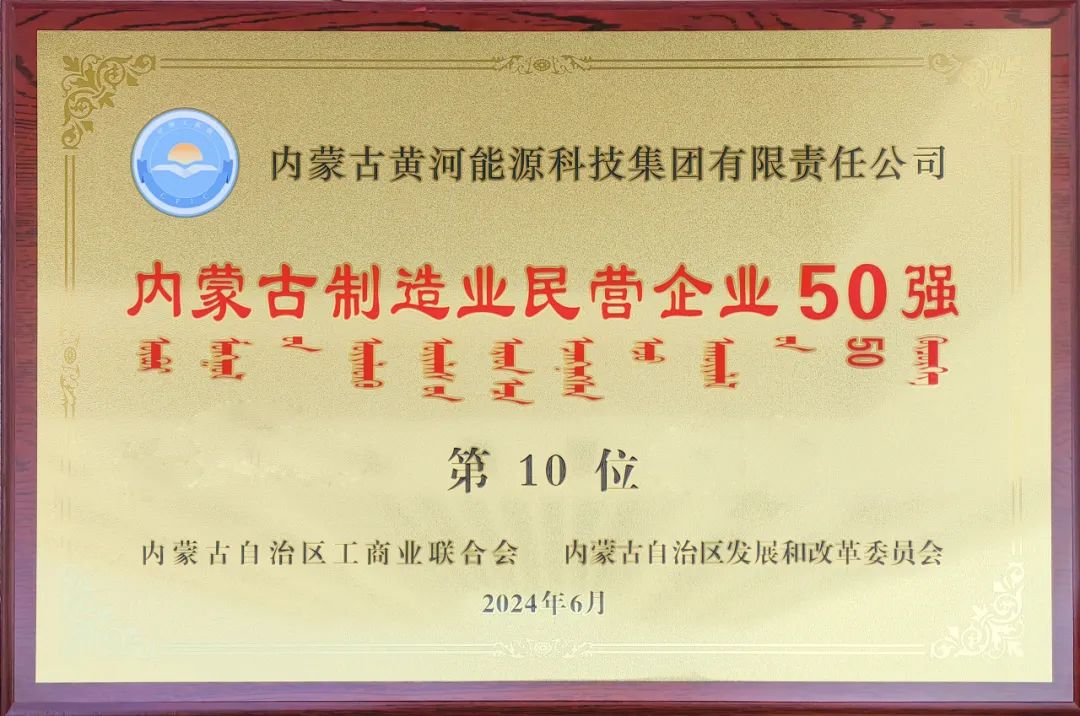 内蒙古黄河能源科技集团有限责任公司
内蒙古制造业民营企业50强
50
第 10 位
内蒙古自治区工商业联合会 内蒙古自治区发展和改革委员会
2024年6月